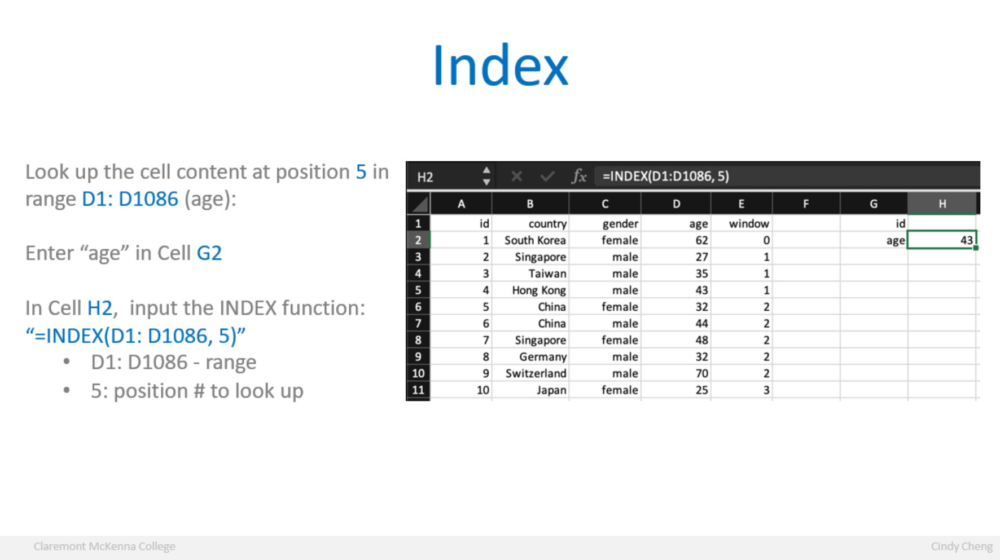 Index
Look up the cell content at position 5 in
range D1: D1086 (age):
Enter “age” in Cell G2
In Cell H2,  input the INDEX function:
“=INDEX(D1: D1086, 5)”
• D1: D1086 - range
• 5: position # to look up
H2 fx =INDEX(D1:D1086, 5)
A B C D E F G H
1 id country gender age window id
2 1 South Korea female 62 0 age 43
3 2 Singapore male 27 1
4 3 Taiwan male 35 1
5 4 Hong Kong male 43 1
6 5 China female 32 2
7 6 China male 44 2
8 7 Singapore female 48 2
9 8 Germany male 32 2
10 9 Switzerland male 70 2
11 10 Japan female 25 3
Claremont McKenna College
Cindy Cheng